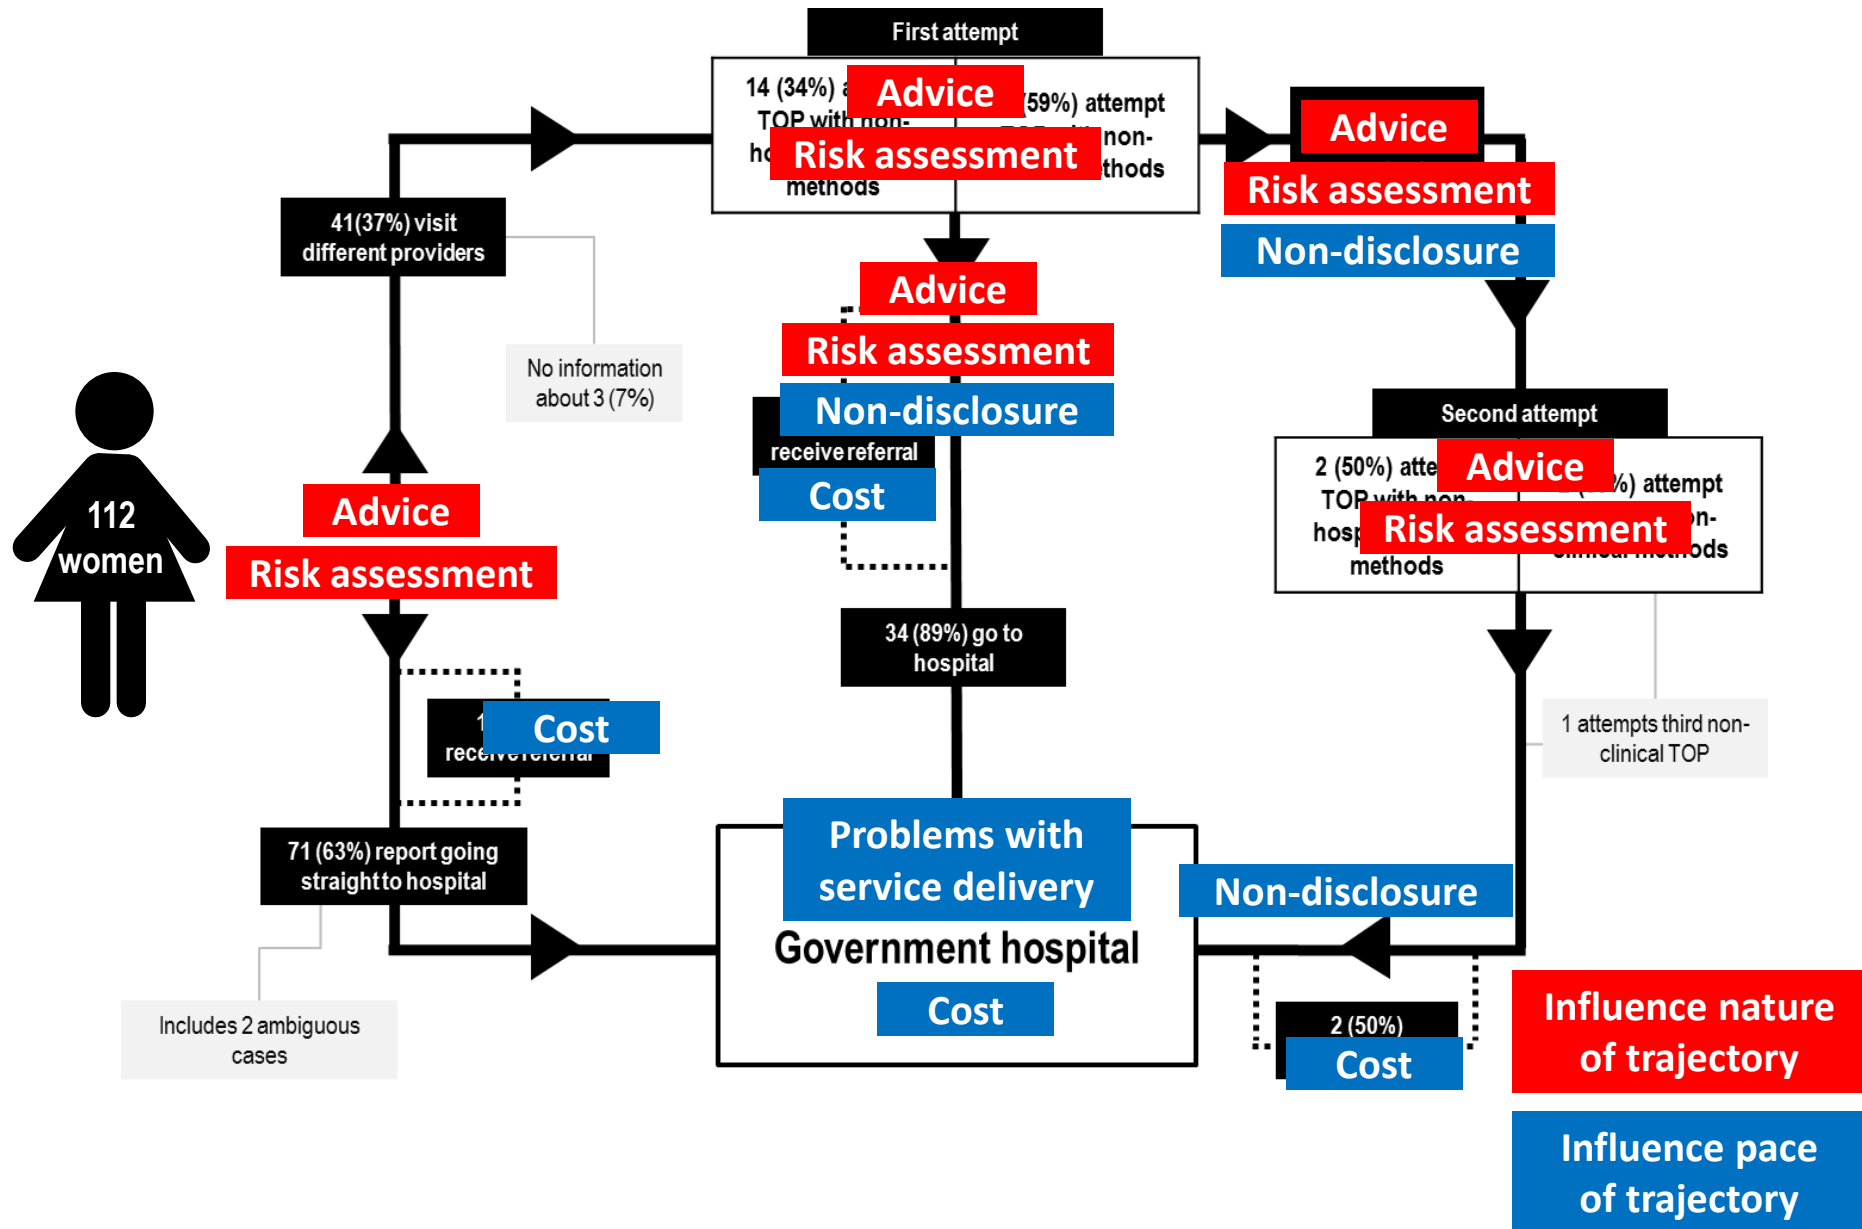 First attempt
14 (34%)
TOP with non-
methods
(59%) attempt
non-
Advice
Risk assessment
Advice
Risk assessment
Non-disclosure
41(37%) visit
different providers
No information
about 3 (7%)
Advice
Risk assessment
Non-disclosure
receive referral
Cost
Second attempt
2 (50%)
TOP with non-
methods
attempt
clinical methods
Advice
Risk assessment
112
women
Advice
Risk assessment
34 (89%) go to
hospital
Cost
receive referral
1 attempts third non-
clinical TOP
71 (63%) report going
straight to hospital
Problems with
service delivery
Government hospital
Cost
Non-disclosure
2 (50%)
Cost
Includes 2 ambiguous
cases
Influence nature
of trajectory
Influence pace
of trajectory